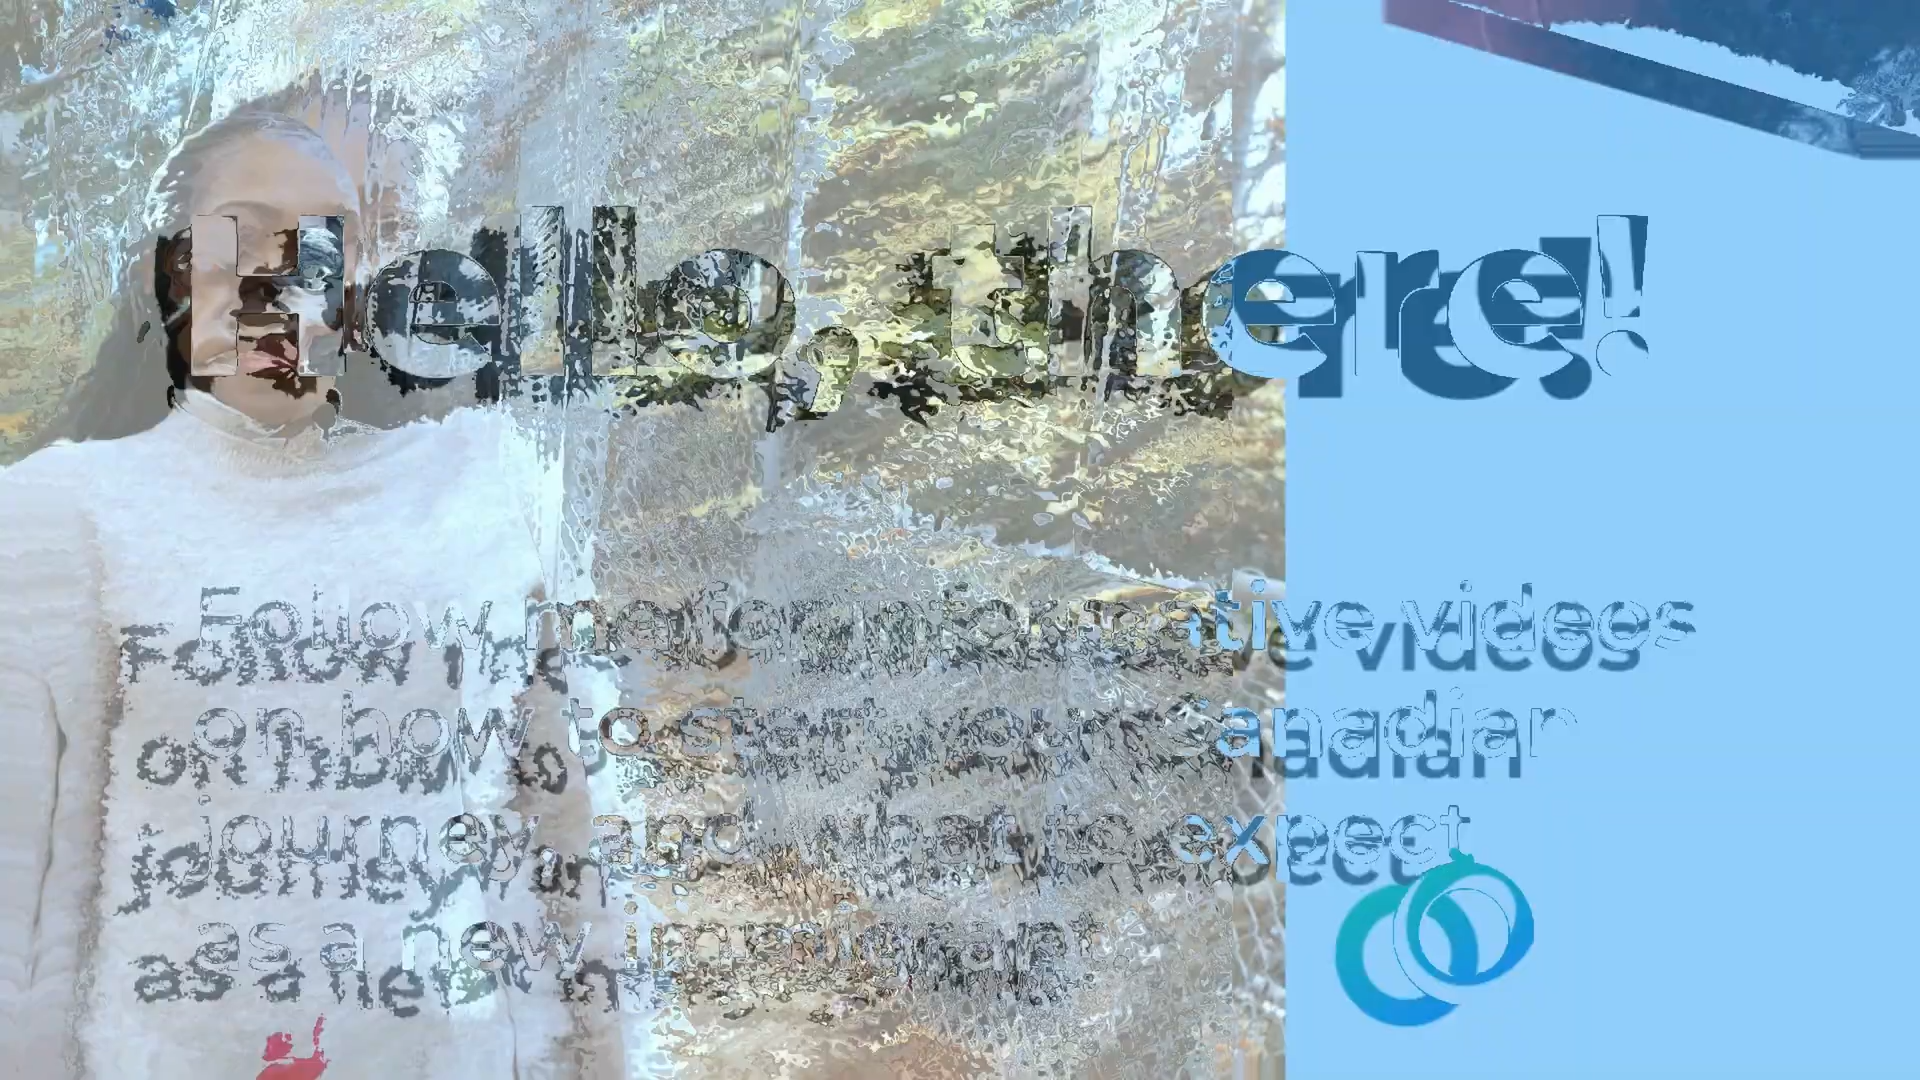 Hello, there!
Follow me for informative videos
on how to start your Canadian
journey, and what to expect
as a new immigrant